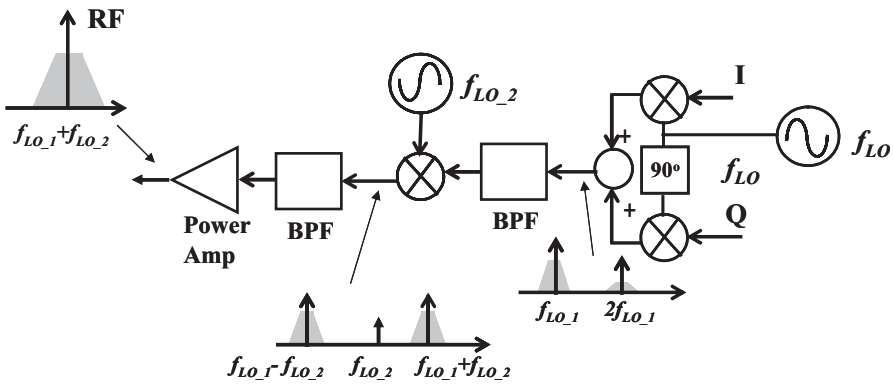 RF
f_LO_1+f_LO_2
f_LO_2
I
+
90°
f_LO
f_LO
+
Q
Power
Amp
BPF
BPF
f_LO_1
2f_LO_1
f_LO_1-f_LO_2
f_LO_2
f_LO_1+f_LO_2